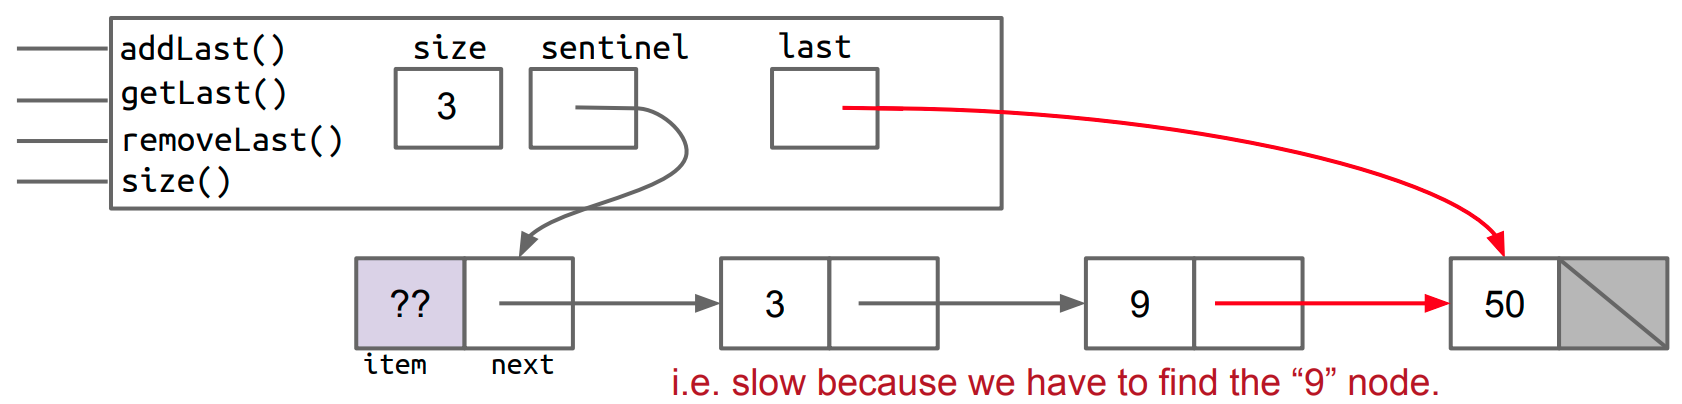 addLast()
getLast()
removeLast()
size()
size
sentinel
last
3
??
3
9
50
item
next
i.e. slow because we have to find the “9” node.